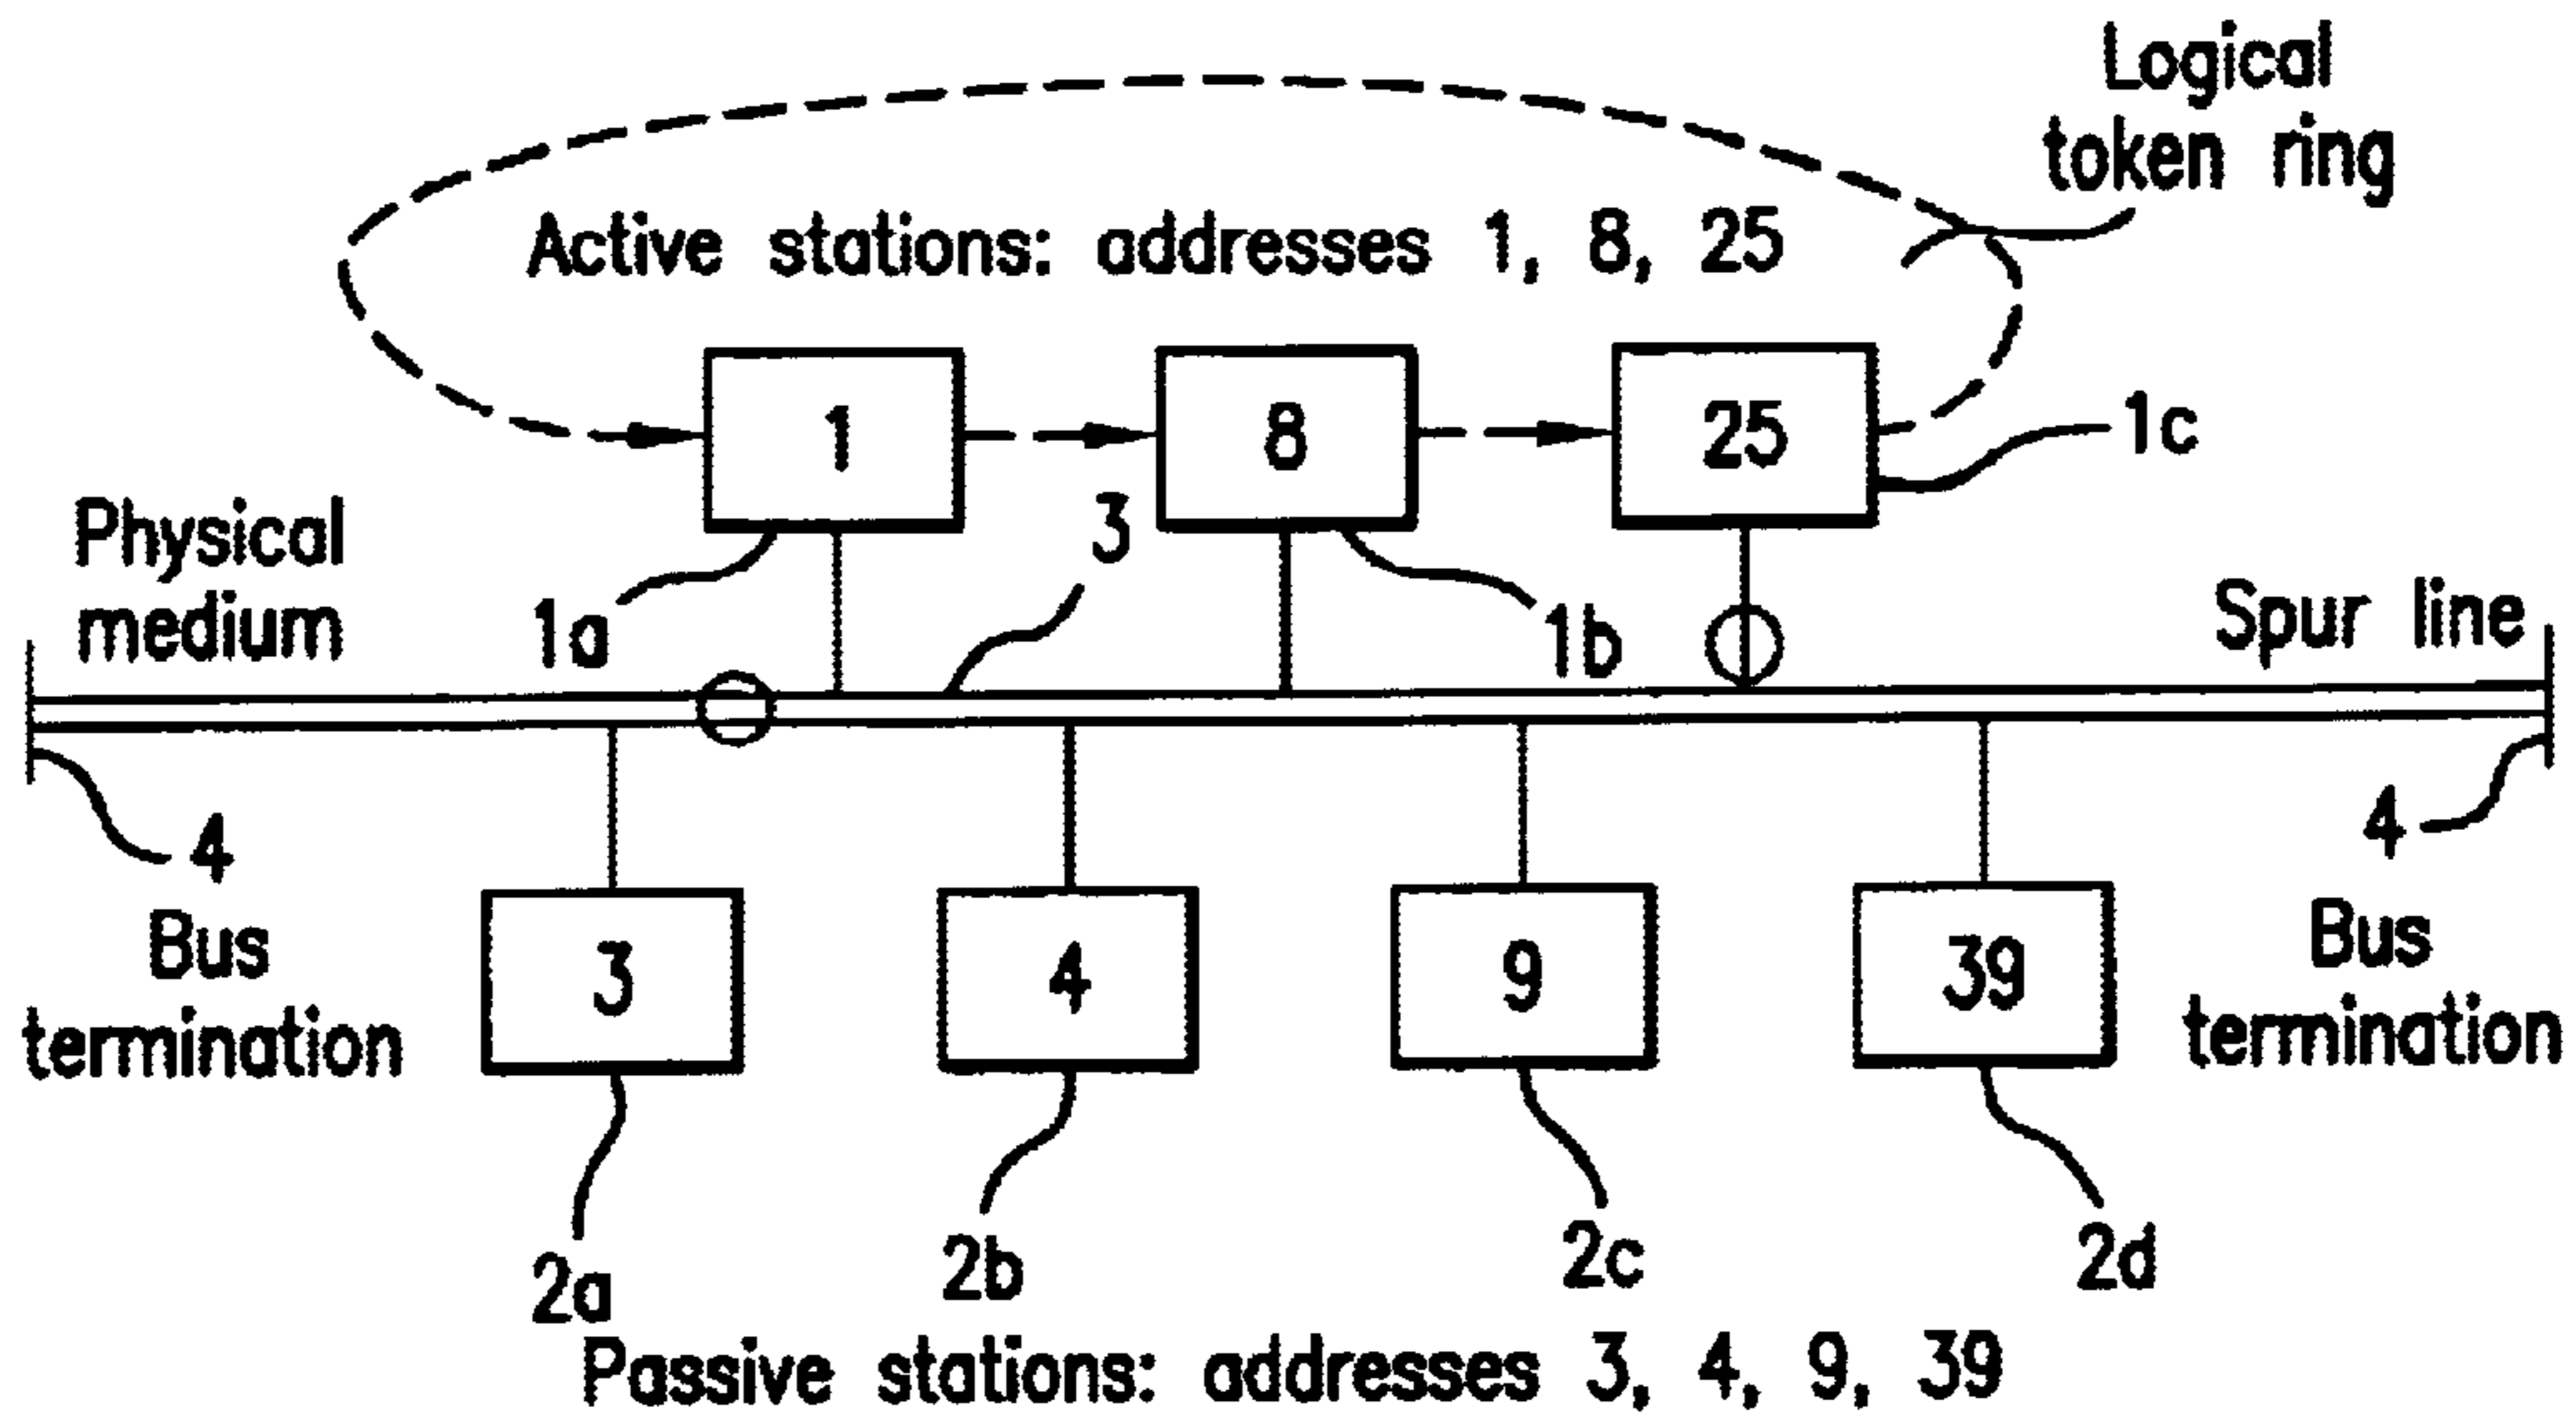 Logical
token ring
Active stations: addresses 1, 8, 25
1
8
25
1c
3
Physical
medium
1a
1b
Spur line
4
4
Bus
termination
3
4
9
39
Bus
termination
2a
2b
2c
2d
Passive stations: addresses 3, 4, 9, 39